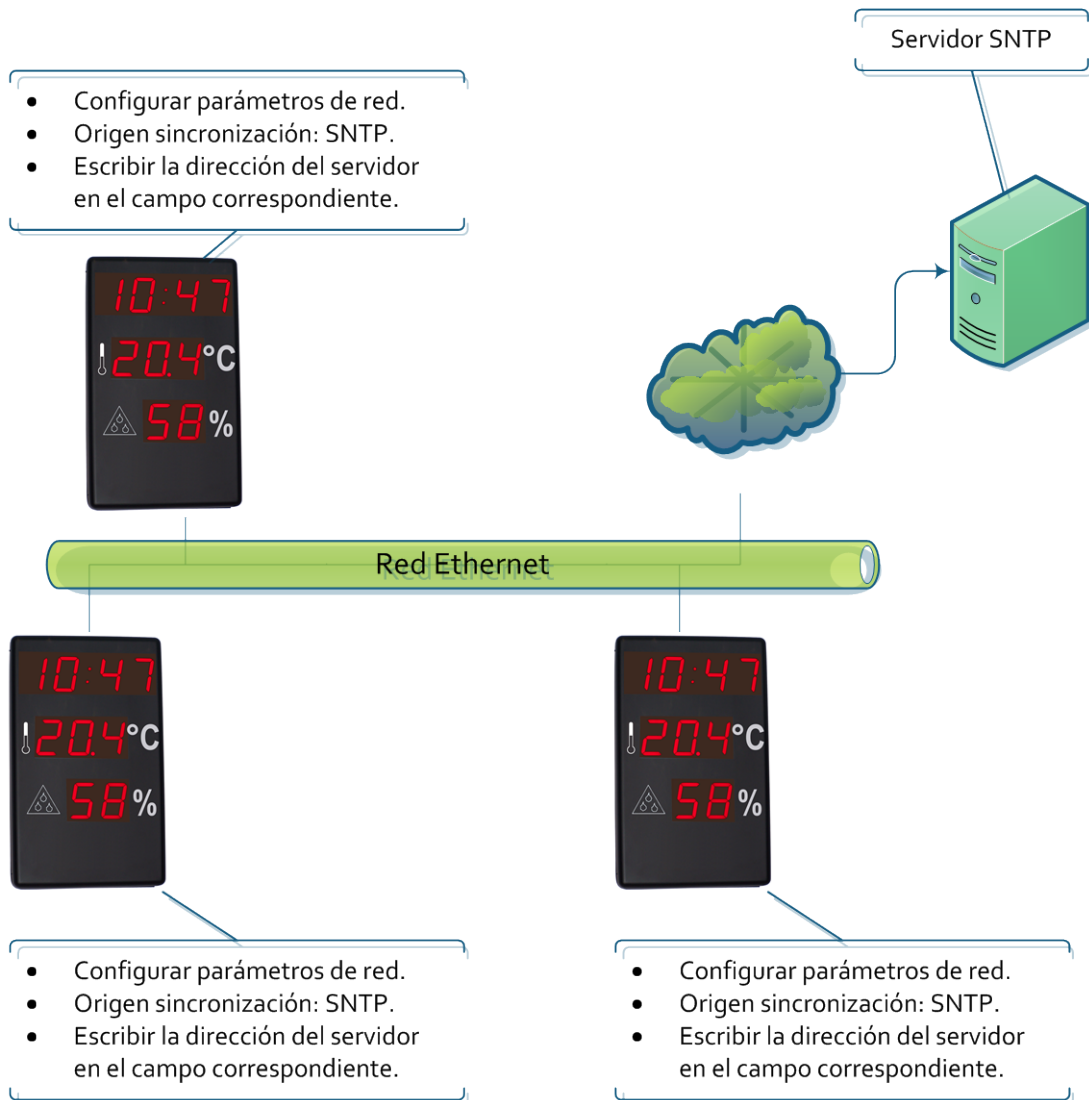 Servidor SNTP
• Configurar parámetros de red.
• Origen sincronización: SNTP.
• Escribir la dirección del servidor
en el campo correspondiente.
10:47
20.4°C
58%
Red Ethernet
10:47
20.4°C
58%
10:47
20.4°C
58%
• Configurar parámetros de red.
• Origen sincronización: SNTP.
• Escribir la dirección del servidor
en el campo correspondiente.
• Configurar parámetros de red.
• Origen sincronización: SNTP.
• Escribir la dirección del servidor
en el campo correspondiente.